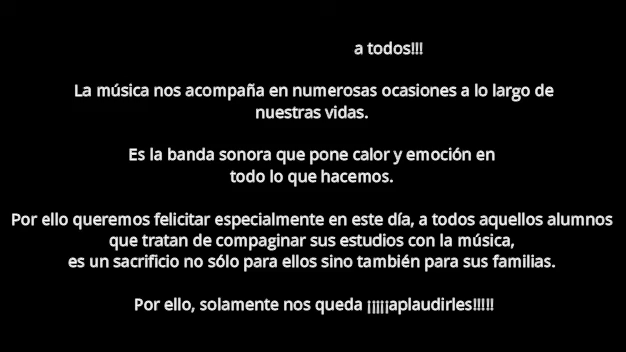 a todos!!!
La música nos acompaña en numerosas ocasiones a lo largo de
nuestras vidas.
Es la banda sonora que pone calor y emoción en
todo lo que hacemos.
Por ello queremos felicitar especialmente en este día, a todos aquellos alumnos
que tratan de compaginar sus estudios con la música,
es un sacrificio no sólo para ellos sino también para sus familias.
Por ello, solamente nos queda ¡¡¡¡¡aplaudirles!!!!!